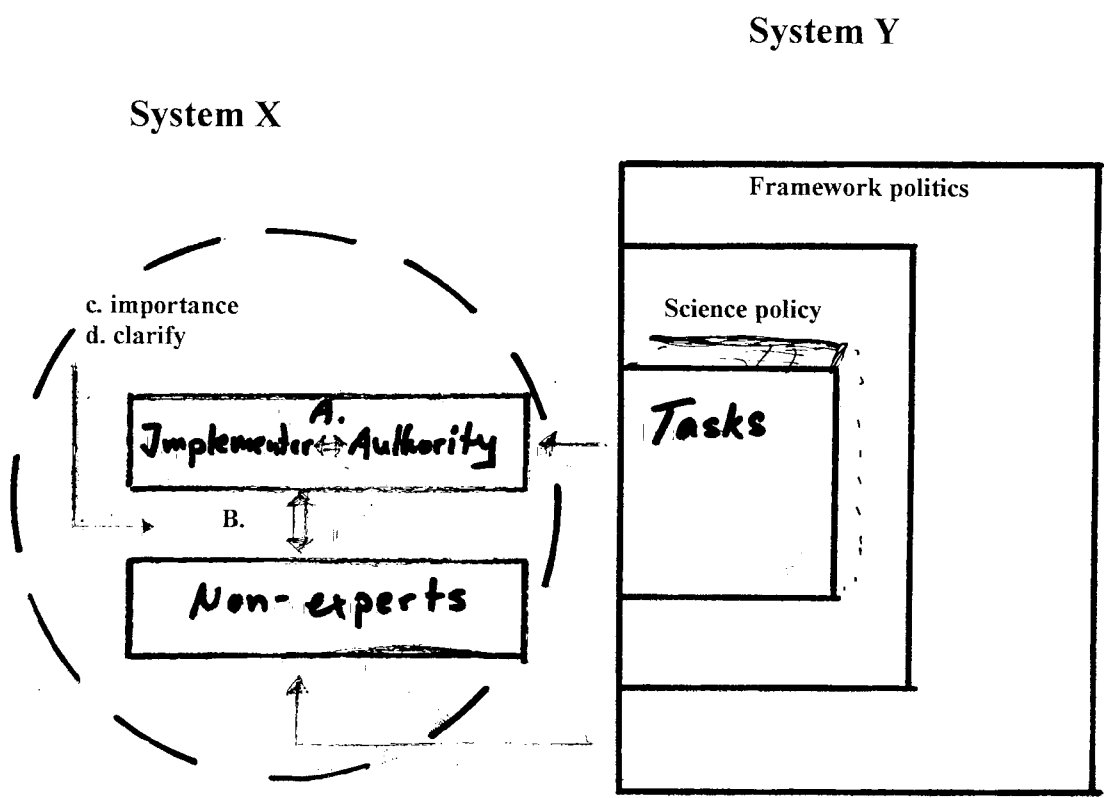 System Y
System X
Framework politics
c. importance
d. clarify
Science policy
A.
Implementer Authority
Tasks
B.
Non-experts